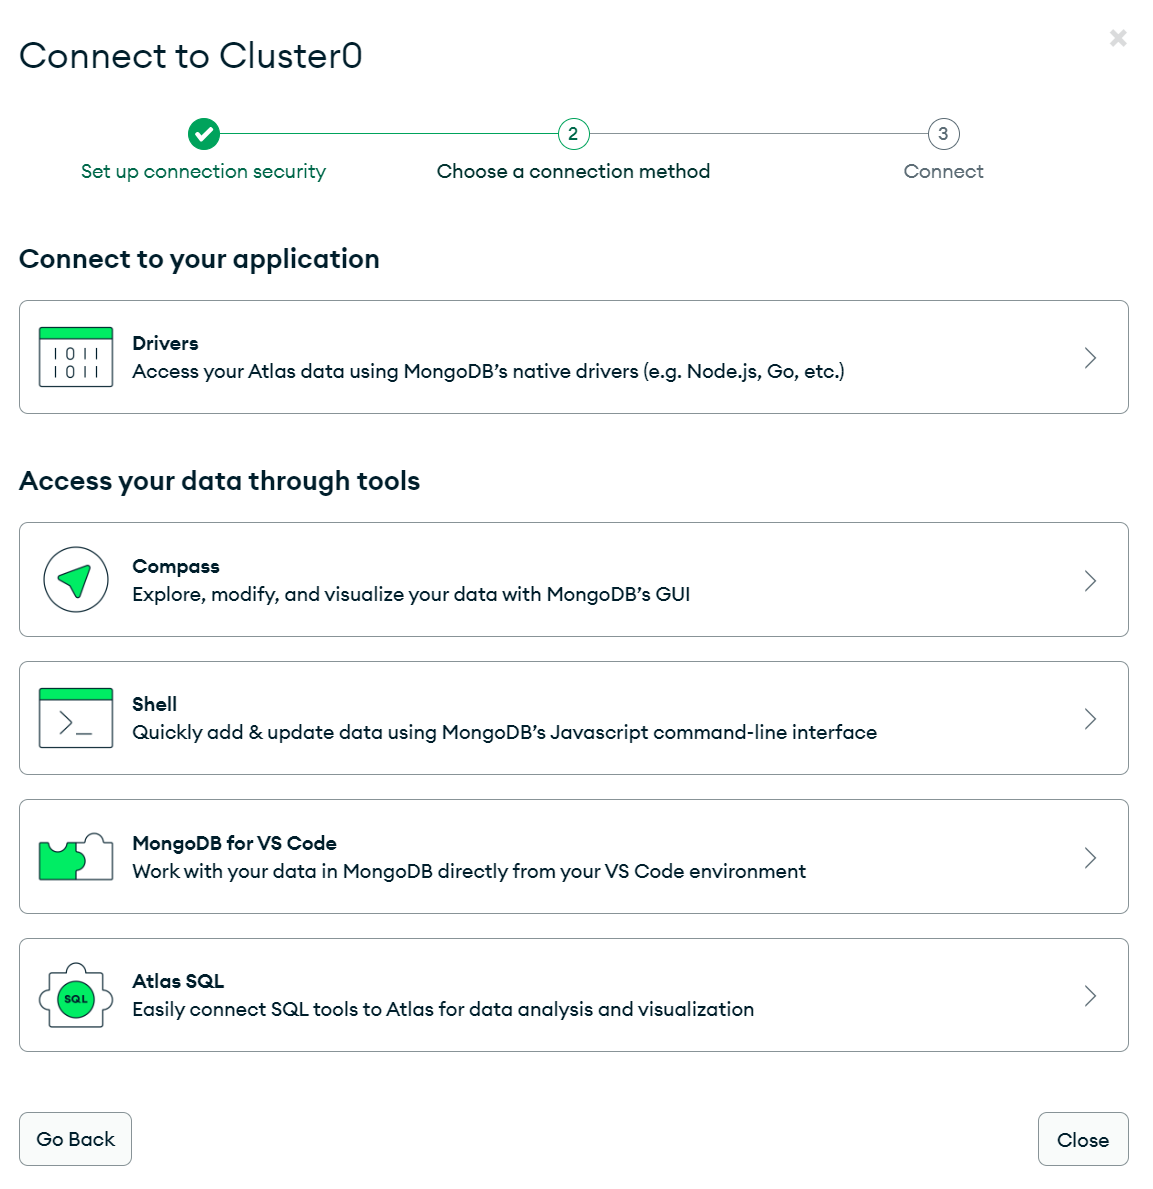 Connect to Cluster0
2
3
Set up connection security
Choose a connection method
Connect
Connect to your application
1011
1011
Drivers
Access your Atlas data using MongoDB’s native drivers (e.g. Node.js, Go, etc.)
Access your data through tools
Compass
Explore, modify, and visualize your data with MongoDB’s GUI
>_
Shell
Quickly add & update data using MongoDB’s Javascript command-line interface
MongoDB for VS Code
Work with your data in MongoDB directly from your VS Code environment
SQL
Atlas SQL
Easily connect SQL tools to Atlas for data analysis and visualization
Go Back
Close